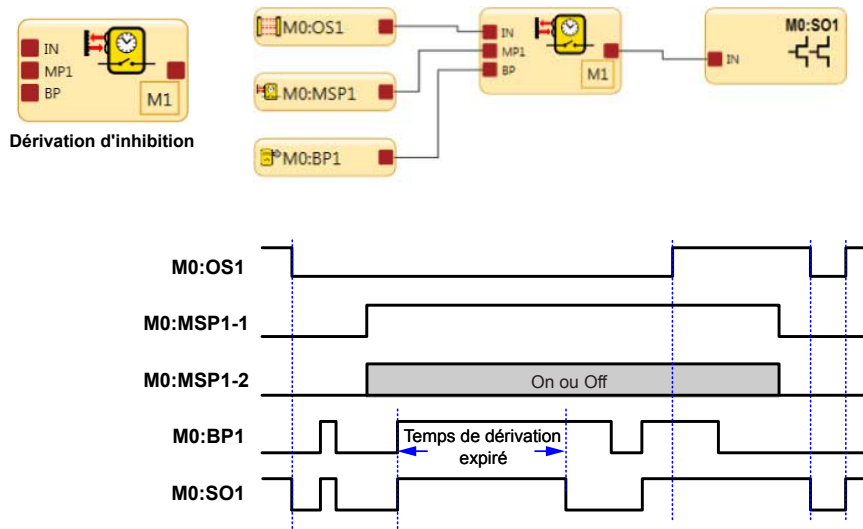 IN
MP1
BP
M1
Dérivation d'inhibition
M0:OS1
M0:MSP1
M0:BP1
IN
MP1
BP
M1
M0:SO1
IN
M0:OS1
M0:MSP1-1
M0:MSP1-2
On ou Off
M0:BP1
Temps de dérivation
expiré
M0:SO1